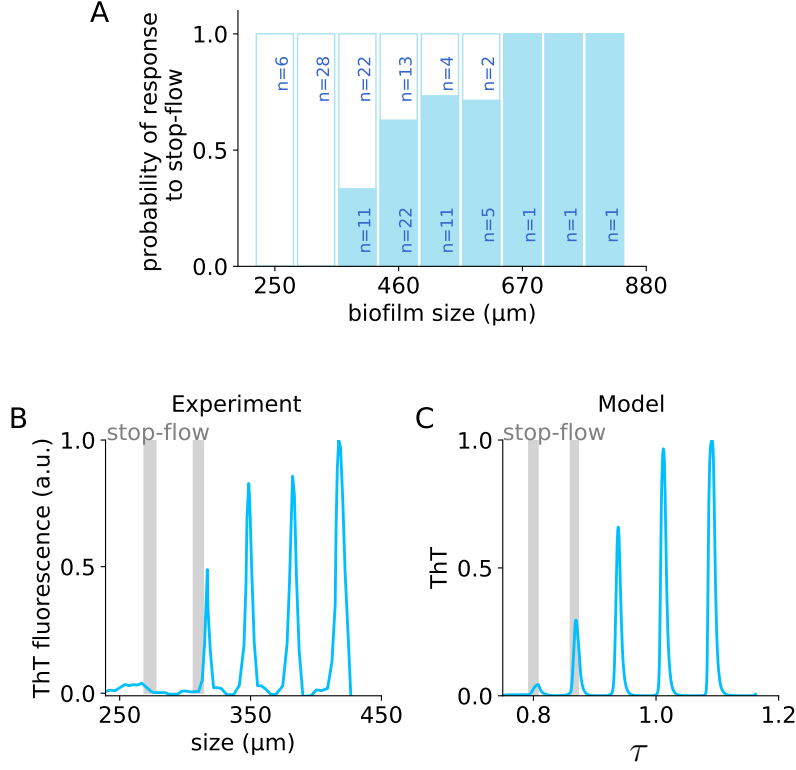 A
probability of response
to stop-flow
1.0
0.5
0.0
n=6
n=28
n=22
n=13
n=4
n=2
n=11
n=22
n=11
n=5
n=1
n=1
n=1
250
460
670
880
biofilm size (μm)
B
Experiment
stop-flow
ThT fluorescence (a.u.)
1.0
0.5
0.0
250
350
450
size (μm)
C
Model
stop-flow
ThT
1.0
0.5
0.0
0.8
1.0
1.2
τ